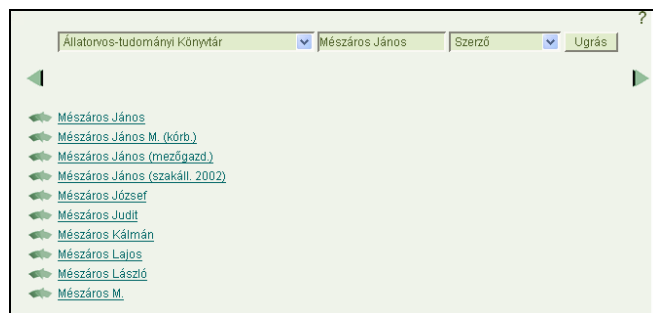 ?
Állatorvos-tudományi Könyvtár Mészáros János Szerző Ugrás
Mészáros János
Mészáros János M. (kórb.)
Mészáros János (mezőgazd.)
Mészáros János (szakáll. 2002)
Mészáros József
Mészáros Judit
Mészáros Kálmán
Mészáros Lajos
Mészáros László
Mészáros M.